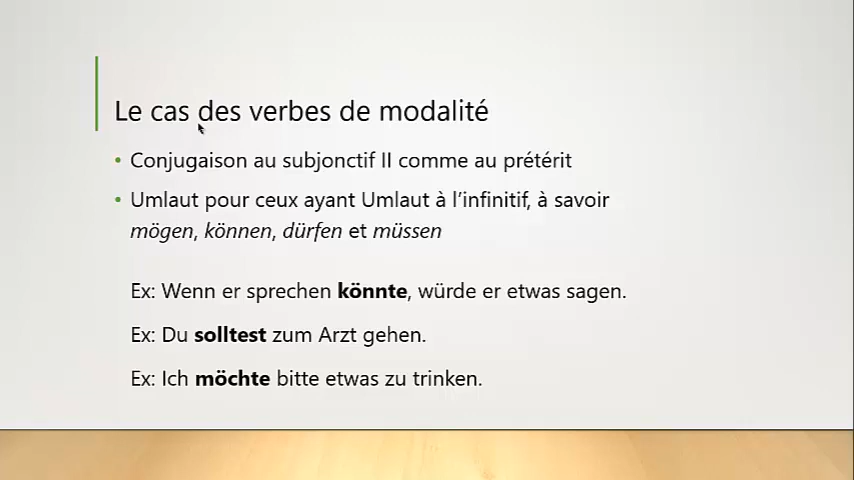 Le cas des verbes de modalité
• Conjugaison au subjonctif II comme au prétérit
• Umlaut pour ceux ayant Umlaut à l’infinitif, à savoir
mögen, können, dürfen et müssen
Ex: Wenn er sprechen könnte, würde er etwas sagen.
Ex: Du solltest zum Arzt gehen.
Ex: Ich möchte bitte etwas zu trinken.